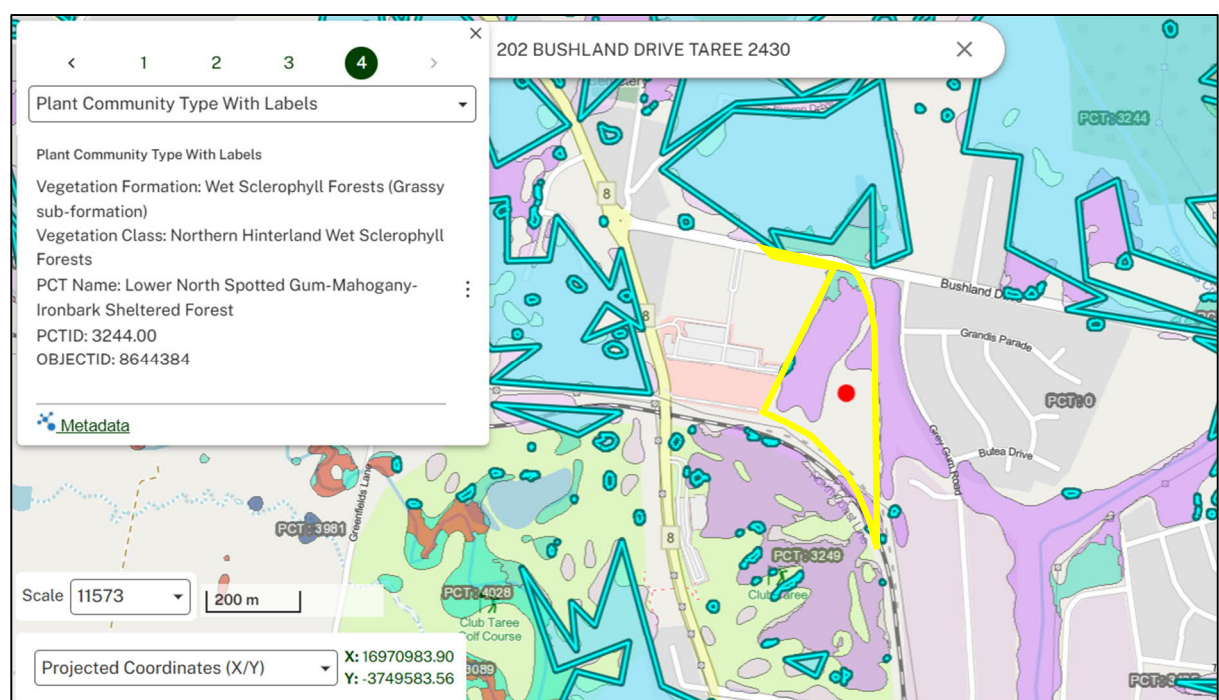 202 BUSHLAND DRIVE TAREE 2430
1 2 3 4
Plant Community Type With Labels
Plant Community Type With Labels
Vegetation Formation: Wet Sclerophyll Forests (Grassy
sub-formation)
Vegetation Class: Northern Hinterland Wet Sclerophyll
Forests
PCT Name: Lower North Spotted Gum-Mahogany-
Ironbark Sheltered Forest
PCTID: 3244.00
OBJECTID: 8644384
Metadata
PCT : 3244
8
Bushland
8
Grandis Parade
PCT : 0
Grey Gum Road
Butea Drive
Greenfields Lane
PCT : 3981
8
PCT : 3249
Club Taree
PCT : 4028
Club Taree
Golf Course
Scale
11573
200 m
Projected Coordinates (X/Y)
X: 16970983.90
Y: -3749583.56